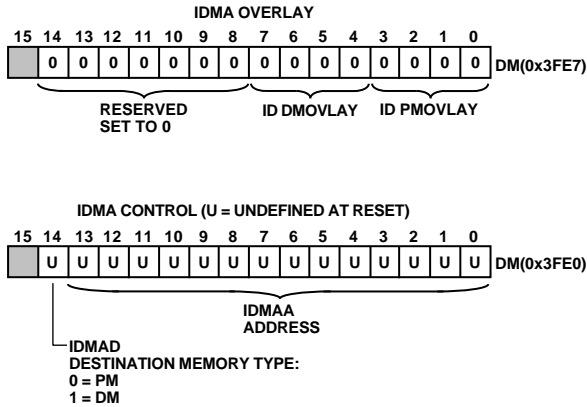 IDMA OVERLAY
15 14 13 12 11 10 9 8 7 6 5 4 3 2 1 0
0 0 0 0 0 0 0 0 0 0 0 0 0 0 0 DM(0x3FE7)
RESERVED ID DMOVLAY ID PMOVLAY
SET TO 0
IDMA CONTROL (U = UNDEFINED AT RESET)
15 14 13 12 11 10 9 8 7 6 5 4 3 2 1 0
U U U U U U U U U U U U U U U DM(0x3FE0)
IDMAA
ADDRESS
IDMAD
DESTINATION MEMORY TYPE:
0 = PM
1 = DM